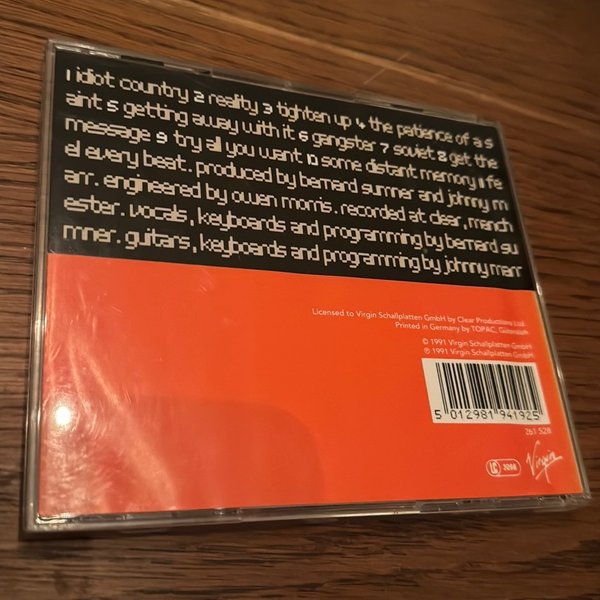 1 idiot country 2 reality 3 tighten up 4 the patience of a s
aint 5 getting away with it 6 gangster 7 soviet 8 get the
message 9 try all you want 10 some distant memory 11 fe
el every beat. produced by bernard sumner and johnny m
arr. engineered by owen morris. recorded at clear, manch
ester. vocals, keyboards and programming by bernard su
mner. guitars, keyboards and programming by johnny marr
Licensed to Virgin Schallplatten GmbH by Clear Productions Ltd.
Printed in Germany by TOPAC, Gütersloh
© 1991 Virgin Schallplatten GmbH
℗ 1991 Virgin Schallplatten GmbH
5 012981 941925
261 528
LC 3098
Virgin